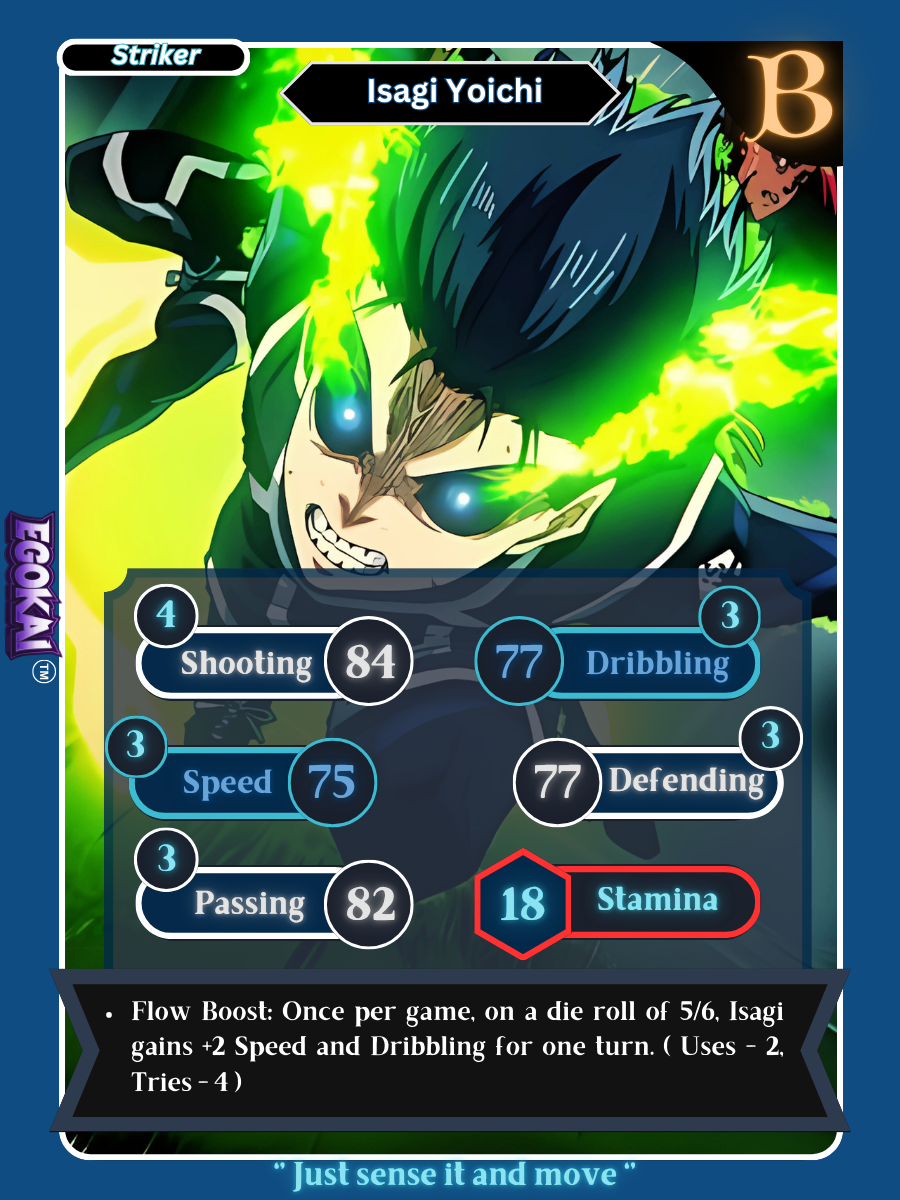 Striker
Isagi Yoichi
B
EGOKAI
TM
4
Shooting 84
3
77 Dribbling
3
Speed 75
3
77 Defending
3
Passing 82
18 Stamina
• Flow Boost: Once per game, on a die roll of 5/6, Isagi
gains +2 Speed and Dribbling for one turn. ( Uses - 2,
Tries - 4 )
“ Just sense it and move ”